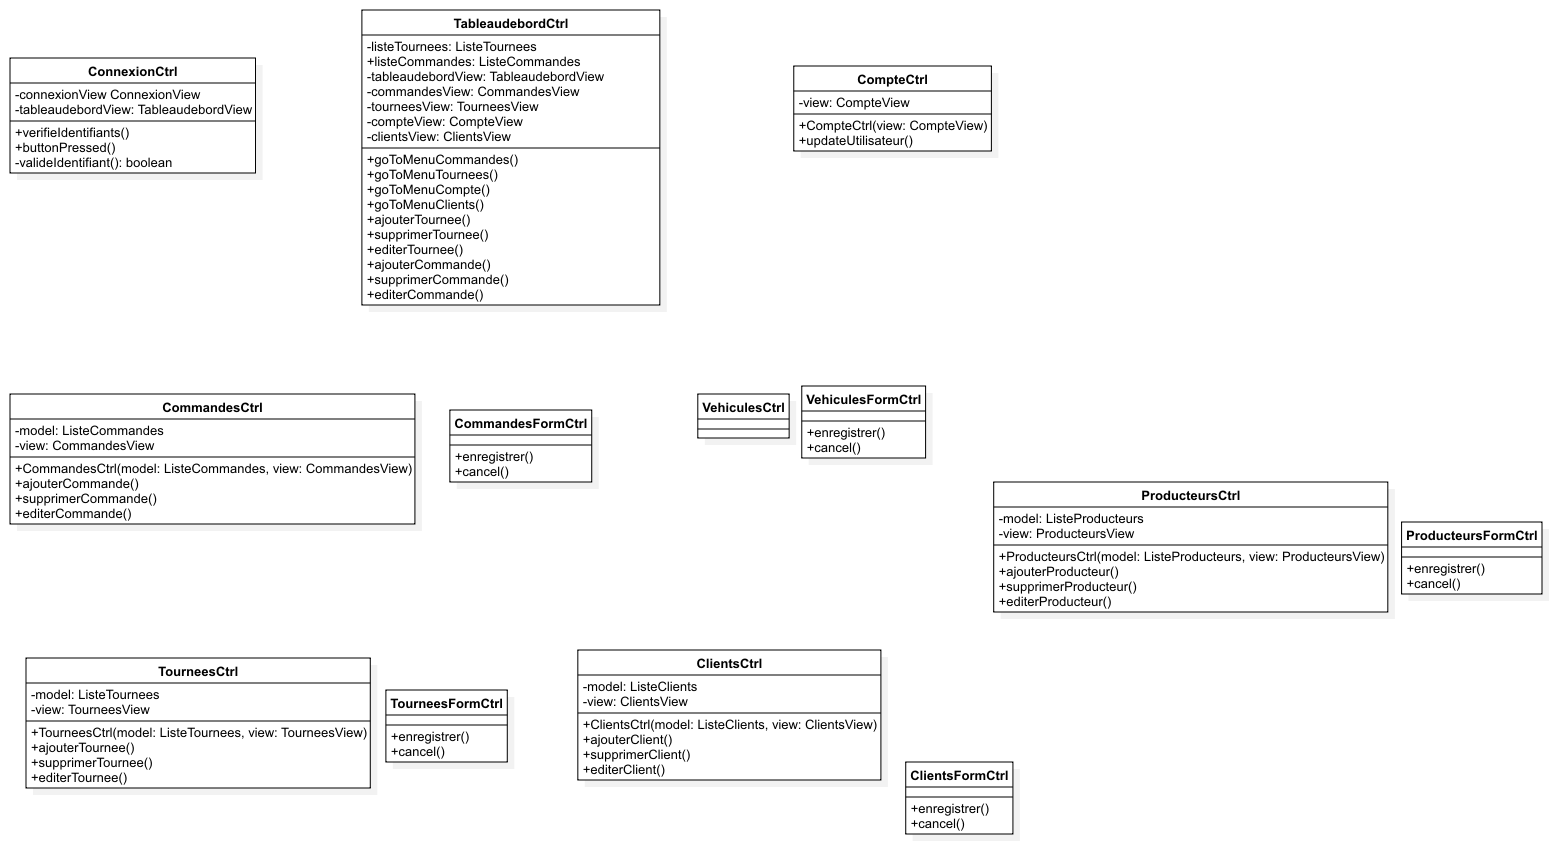 ConnexionCtrl
-connexionView ConnexionView
-tableaudebordView: TableaudebordView
+verifieIdentifiants()
+buttonPressed()
-valideIdentifiant(): boolean
TableaudebordCtrl
-listeTournees: ListeTournees
+listeCommandes: ListeCommandes
-tableaudebordView: TableaudebordView
-commandesView: CommandesView
-tourneesView: TourneesView
-compteView: CompteView
-clientsView: ClientsView
+goToMenuCommandes()
+goToMenuTournees()
+goToMenuCompte()
+goToMenuClients()
+ajouterTournee()
+supprimerTournee()
+editerTournee()
+ajouterCommande()
+supprimerCommande()
+editerCommande()
CompteCtrl
-view: CompteView
+CompteCtrl(view: CompteView)
+updateUtilisateur()
CommandesCtrl
-model: ListeCommandes
-view: CommandesView
+CommandesCtrl(model: ListeCommandes, view: CommandesView)
+ajouterCommande()
+supprimerCommande()
+editerCommande()
CommandesFormCtrl
+enregistrer()
+cancel()
VehiculesCtrl
VehiculesFormCtrl
+enregistrer()
+cancel()
ProducteursCtrl
-model: ListeProducteurs
-view: ProducteursView
+ProducteursCtrl(model: ListeProducteurs, view: ProducteursView)
+ajouterProducteur()
+supprimerProducteur()
+editerProducteur()
ProducteursFormCtrl
+enregistrer()
+cancel()
TourneesCtrl
-model: ListeTournees
-view: TourneesView
+TourneesCtrl(model: ListeTournees, view: TourneesView)
+ajouterTournee()
+supprimerTournee()
+editerTournee()
TourneesFormCtrl
+enregistrer()
+cancel()
ClientsCtrl
-model: ListeClients
-view: ClientsView
+ClientsCtrl(model: ListeClients, view: ClientsView)
+ajouterClient()
+supprimerClient()
+editerClient()
ClientsFormCtrl
+enregistrer()
+cancel()